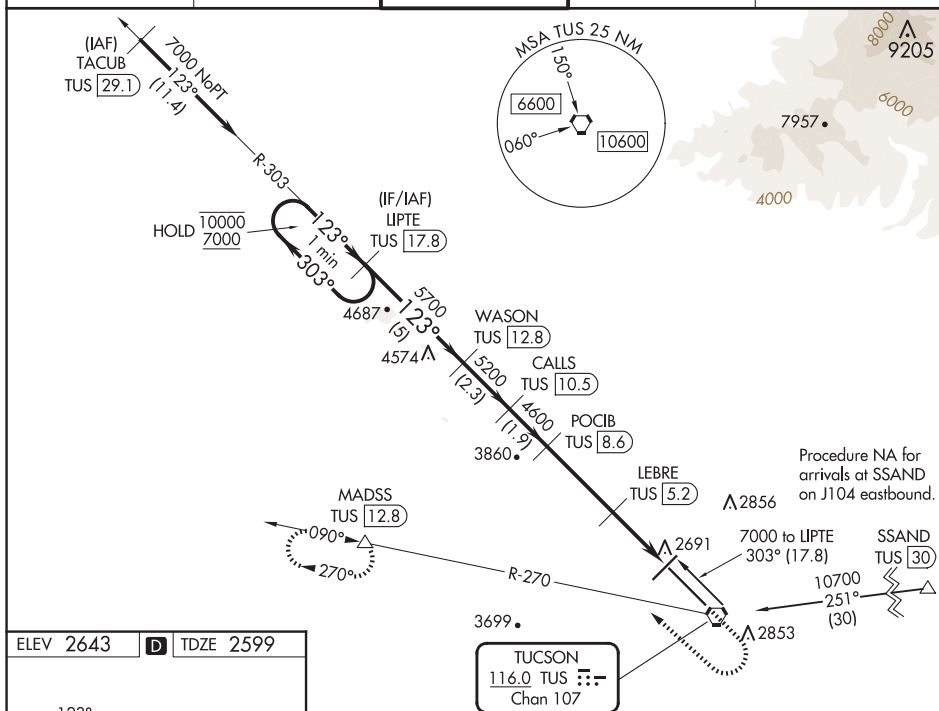 (IAF)
TACUB
TUS 29.1
7000 NoPT
123°
(11.4)
R-303
MSA TUS 25 NM
150°
6600
060°
10600
8000
9205
6000
7957
4000
HOLD 10000
7000
123°
1 min
303°
(IF/IAF)
LIPTE
TUS 17.8
4687
5700
123°
(5)
4574
WASON
TUS 12.8
5200
(2.3)
CALLS
TUS 10.5
4600
(1.9)
POCIB
TUS 8.6
3860
LEBRE
TUS 5.2
Procedure NA for
arrivals at SSAND
on J104 eastbound.
2856
MADSS
TUS 12.8
090°
270°
R-270
2691
7000 to LIPTE
303° (17.8)
SSAND
TUS 30
10700
251°
(30)
3699
2853
TUCSON
116.0 TUS
Chan 107
ELEV 2643 D TDZE 2599
123°